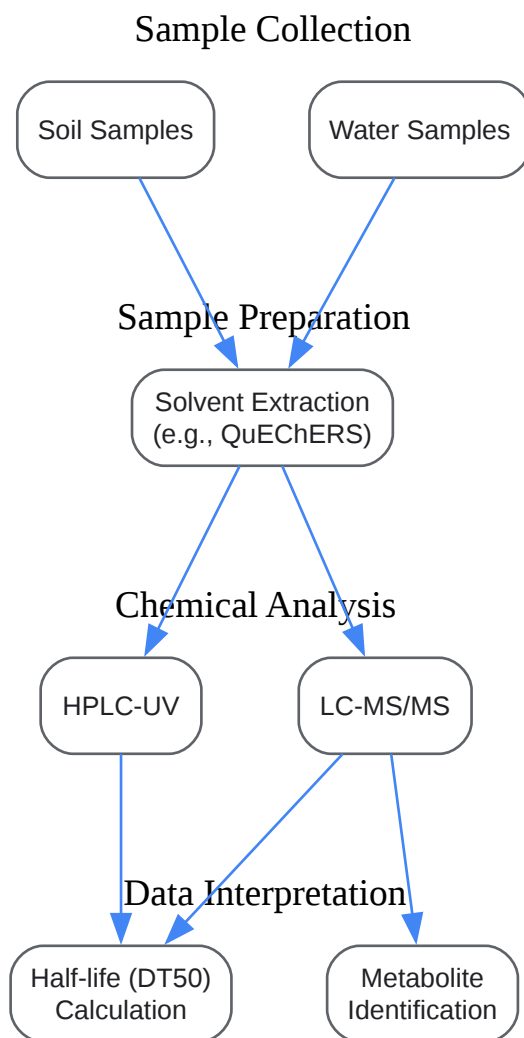 Sample Collection
Soil Samples
Water Samples
Sample Preparation
Solvent Extraction
(e.g., QuEChERS)
Chemical Analysis
HPLC-UV
LC-MS/MS
Data Interpretation
Half-life (DT50)
Calculation
Metabolite
Identification